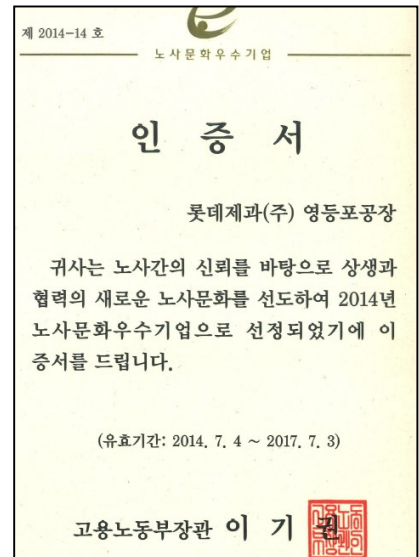 제 2014-14 호
노사문화우수기업
인 증 서
롯데제과(주) 영등포공장
귀사는 노사간의 신뢰를 바탕으로 상생과
협력의 새로운 노사문화를 선도하여 2014년
노사문화우수기업으로 선정되었기에 이
증서를 드립니다.
(유효기간: 2014. 7. 4 ~ 2017. 7. 3)
고용노동부장관 이 기 권